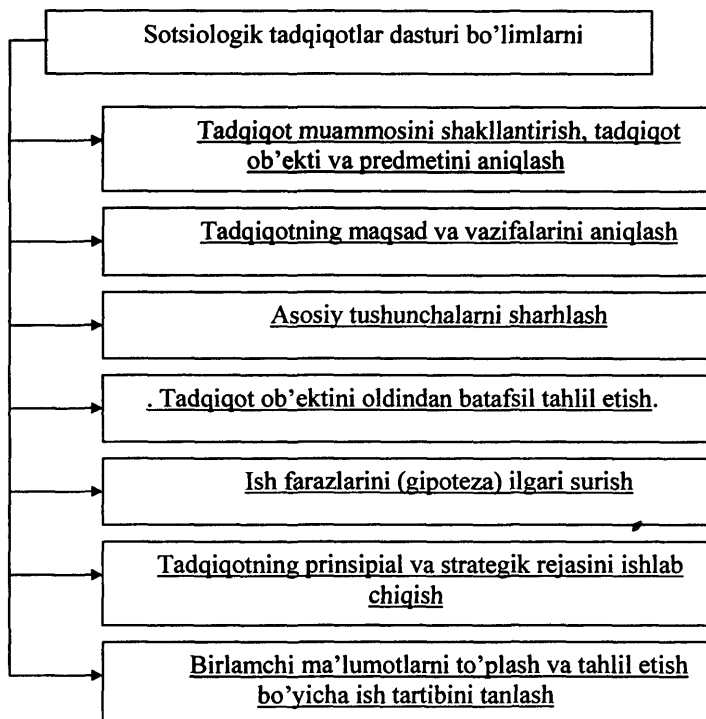 Sotsiologik tadqiqotlar dasturi bo’limlarni
Tadqiqot muammosini shakllantirish, tadqiqot
ob’ekti va predmetini aniqlash
Tadqiqotning maqsad va vazifalarini aniqlash
Asosiy tushunchalarni sharhlash
. Tadqiqot ob’ektini oldindan batafsil tahlil etish.
Ish farazlarini (gipoteza) ilgari surish
Tadqiqotning prinsipial va strategik rejasini ishlab
chiqish
Birlamchi ma’lumotlarni to’plash va tahlil etish
bo’yicha ish tartibini tanlash